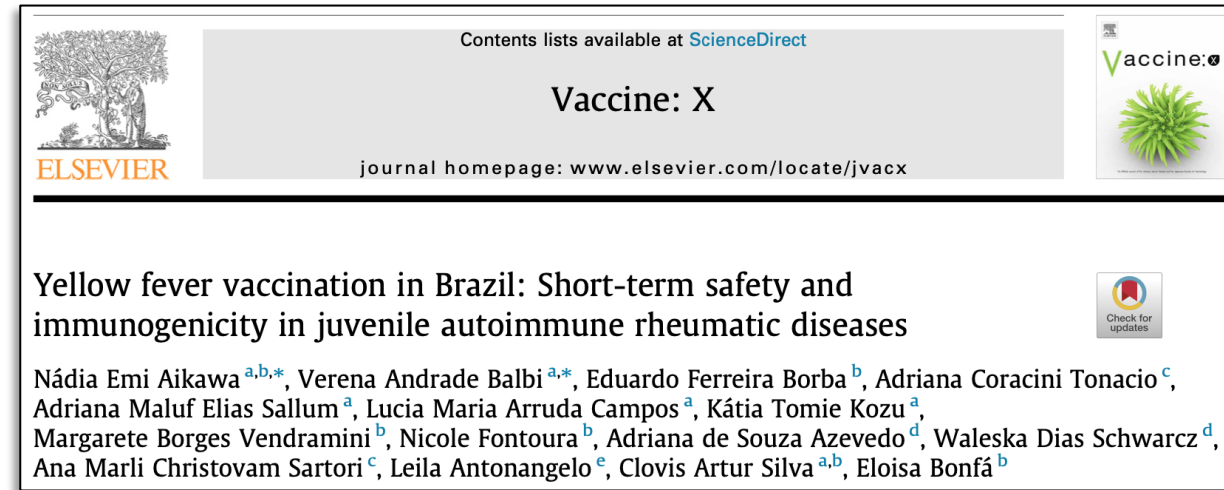 Contents lists available at ScienceDirect
Vaccine: X
journal homepage: www.elsevier.com/locate/jvacx
ELSEVIER
Vaccine: X
Yellow fever vaccination in Brazil: Short-term safety and
immunogenicity in juvenile autoimmune rheumatic diseases
Check for
updates
Nádia Emi Aikawa a,b,*, Verena Andrade Balbi a,*, Eduardo Ferreira Borba b, Adriana Coracini Tonacio c,
Adriana Maluf Elias Sallum a, Lucia Maria Arruda Campos a, Kátia Tomie Kozu a,
Margarete Borges Vendramini b, Nicole Fontoura b, Adriana de Souza Azevedo d, Waleska Dias Schwarcz d,
Ana Marli Christovam Sartori c, Leila Antonangelo e, Clovis Artur Silva a,b, Eloisa Bonfá b